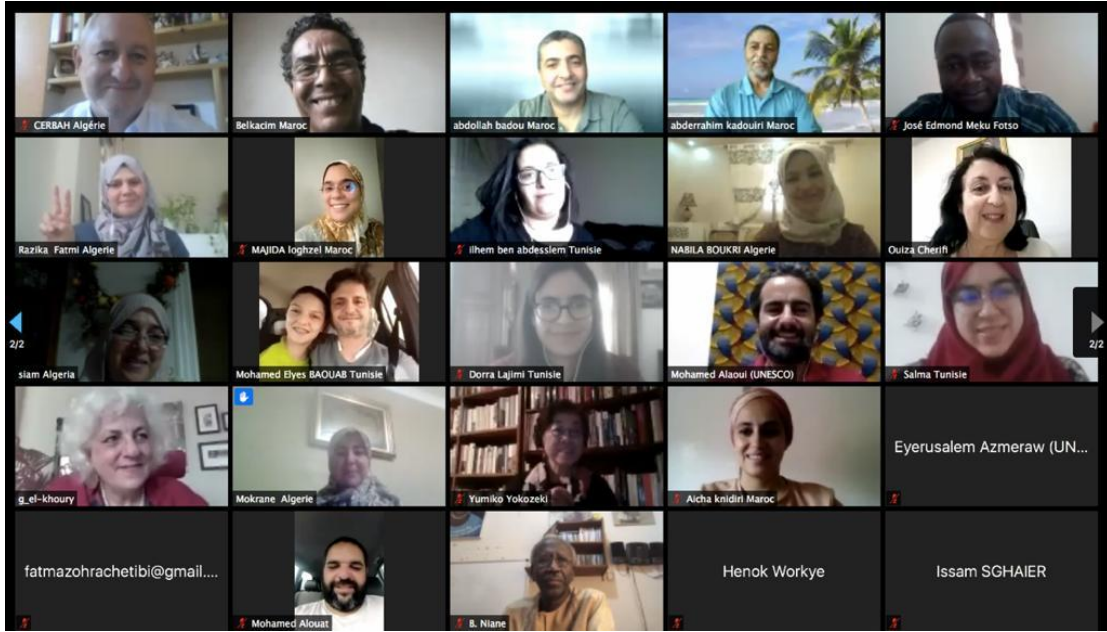 CERBAH Algérie
Belkacim Maroc
abdollah badou Maroc
abderrahim kadouiri Maroc
José Edmond Meku Fotso
Razika Fatmi Algerie
MAJIDA loghzel Maroc
ilhem ben abdesslem Tunisie
NABILA BOUKRI Algerie
Ouiza Cherifi
2/2
siam Algeria
Mohamed Elyes BAOUAB Tunisie
Dorra Lajimi Tunisie
Mohamed Alaoui (UNESCO)
Salma Tunisie
2/2
g_el-khoury
Mokrane Algerie
Yumiko Yokozeki
Aicha knidiri Maroc
Eyerusalem Azmeraw (UN...
fatmazohrachetibi@gmail....
Mohamed Alouat
B. Niane
Henok Workye
Issam SGHAIER